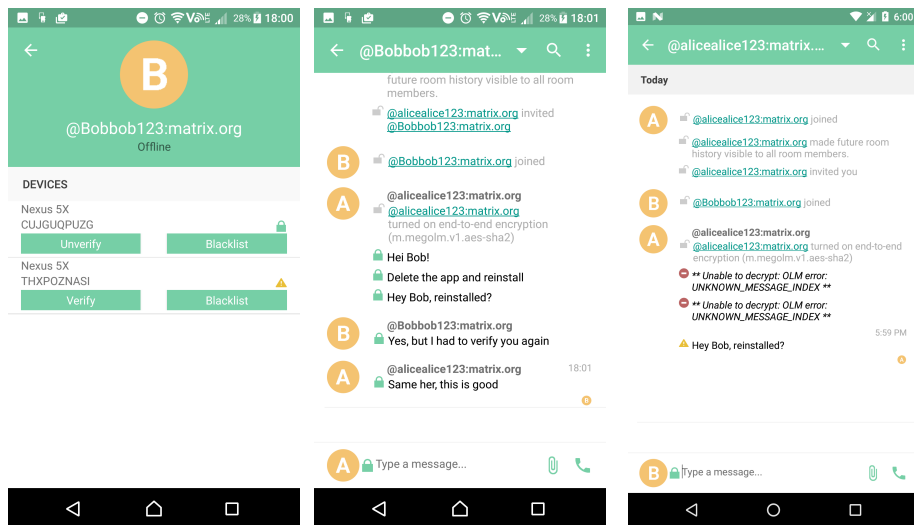 28% 18:00
B
@Bobbob123:matrix.org
Offline
DEVICES
Nexus 5X
CUJGUQPUZG
Unverify Blacklist
Nexus 5X
THXPOZNASI
Verify Blacklist
28% 18:01
@Bobbob123:mat...
future room history visible to all room
members.
@alicealice123:matrix.org invited
@Bobbob123:matrix.org
B @Bobbob123:matrix.org joined
A @alicealice123:matrix.org
@alicealice123:matrix.org
turned on end-to-end encryption
(m.megolm.v1.aes-sha2)
Hei Bob!
Delete the app and reinstall
Hey Bob, reinstalled?
B @Bobbob123:matrix.org
Yes, but I had to verify you again
A @alicealice123:matrix.org 18:01
Same her, this is good
B
A Type a message...
6:00
@alicealice123:matrix....
Today
A @alicealice123:matrix.org joined
@alicealice123:matrix.org made future room
history visible to all room members.
@alicealice123:matrix.org invited you
B @Bobbob123:matrix.org joined
A @alicealice123:matrix.org
@alicealice123:matrix.org turned on end-to-end
encryption (m.megolm.v1.aes-sha2)
** Unable to decrypt: OLM error:
UNKNOWN_MESSAGE_INDEX **
** Unable to decrypt: OLM error:
UNKNOWN_MESSAGE_INDEX **
5:59 PM
Hey Bob, reinstalled?
A
B Type a message...